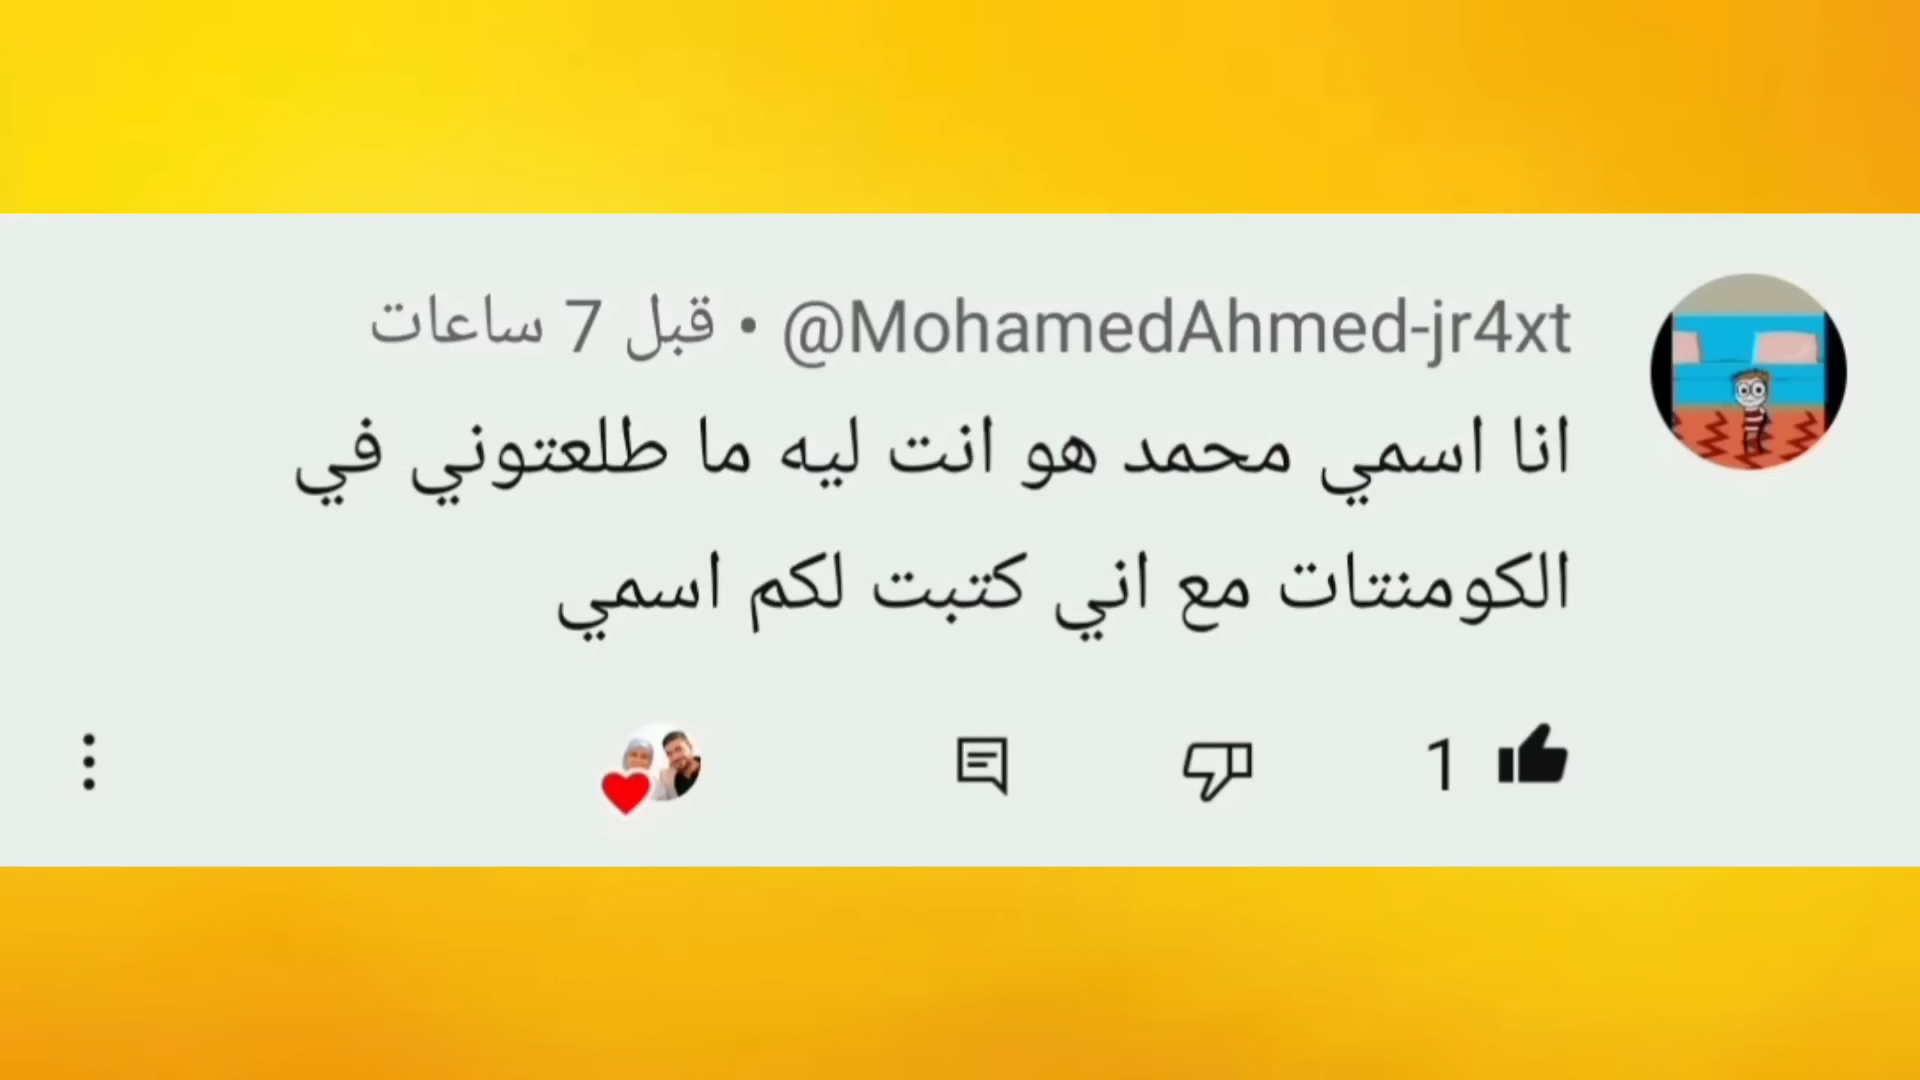 @MohamedAhmed-jr4xt • قبل 7 ساعات
انا اسمي محمد هو انت ليه ما طلعتوني في
الكومنتات مع اني كتبت لكم اسمي
1